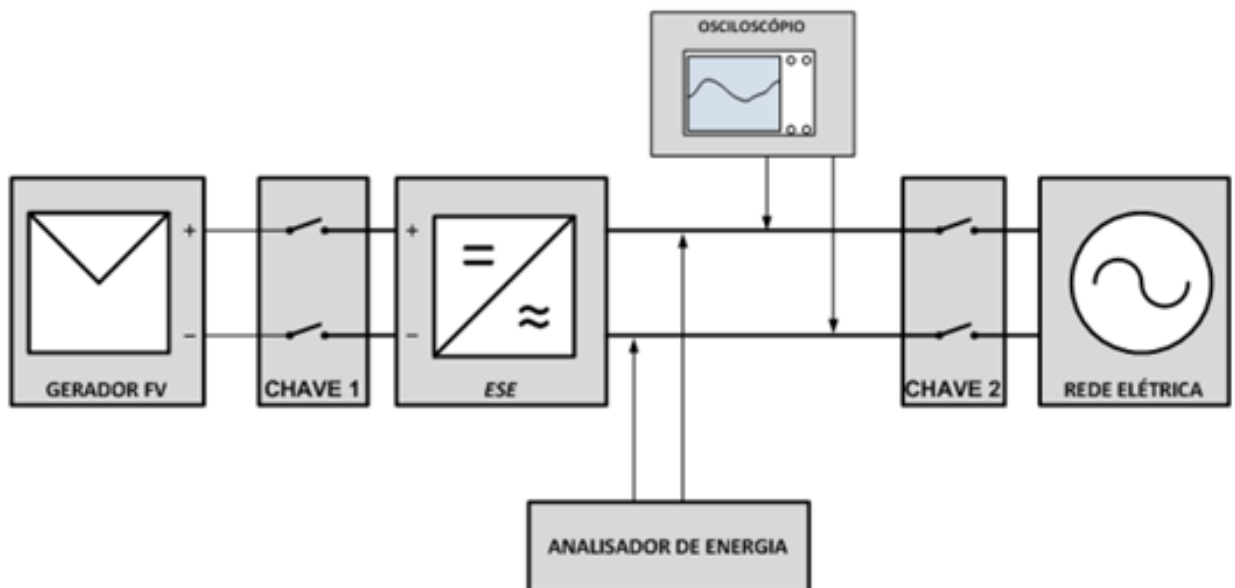 OSCILOSCÓPIO
+
−
GERADOR FV
CHAVE 1
+
−
ESE
CHAVE 2
REDE ELÉTRICA
ANALISADOR DE ENERGIA